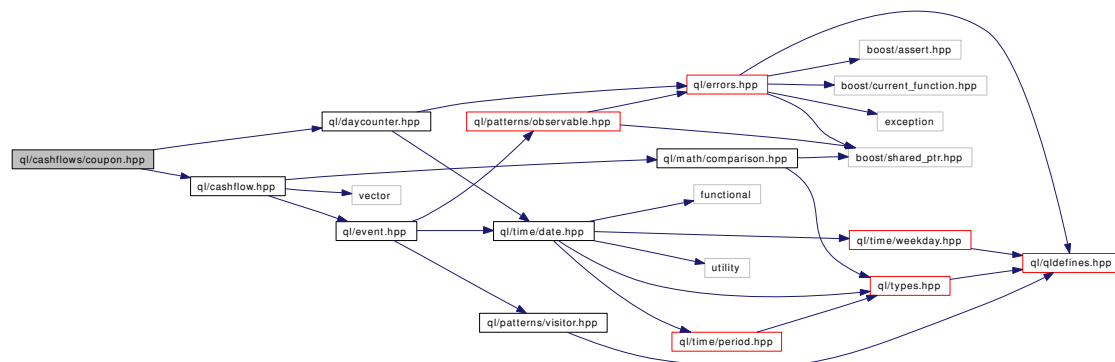 boost/assert.hpp
ql/errors.hpp
boost/current_function.hpp
ql/daycounter.hpp
ql/patterns/observable.hpp
exception
ql/cashflows/coupon.hpp
ql/math/comparison.hpp
boost/shared_ptr.hpp
ql/cashflow.hpp
vector
functional
ql/event.hpp
ql/time/date.hpp
ql/time/weekday.hpp
utility
ql/qldefines.hpp
ql/types.hpp
ql/patterns/visitor.hpp
ql/time/period.hpp